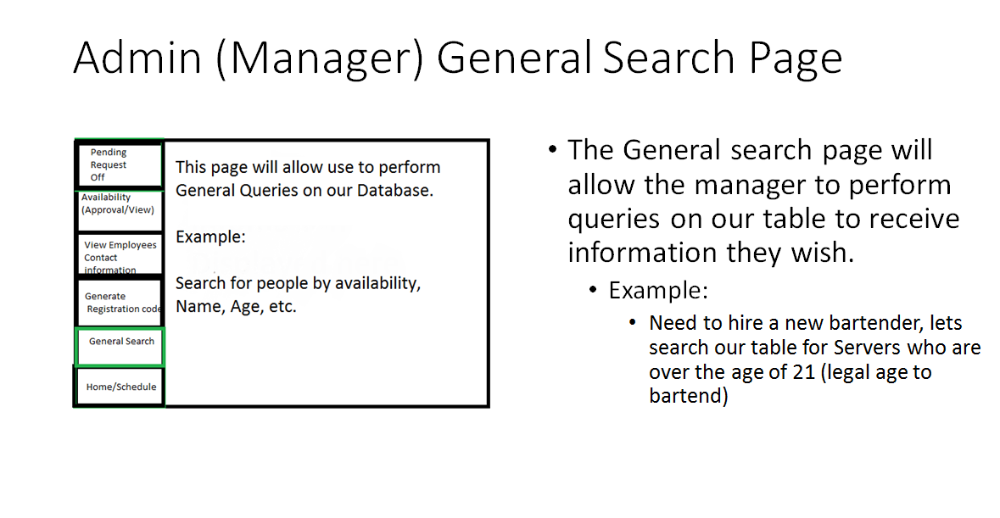 Admin (Manager) General Search Page
Pending
Request
Off
Availability
(Approval/View)
View Employees
Contact
information
Generate
Registration code
General Search
Home/Schedule
This page will allow use to perform
General Queries on our Database.
Example:
Search for people by availability,
Name, Age, etc.
• The General search page will
allow the manager to perform
queries on our table to receive
information they wish.
• Example:
• Need to hire a new bartender, lets
search our table for Servers who are
over the age of 21 (legal age to
bartend)